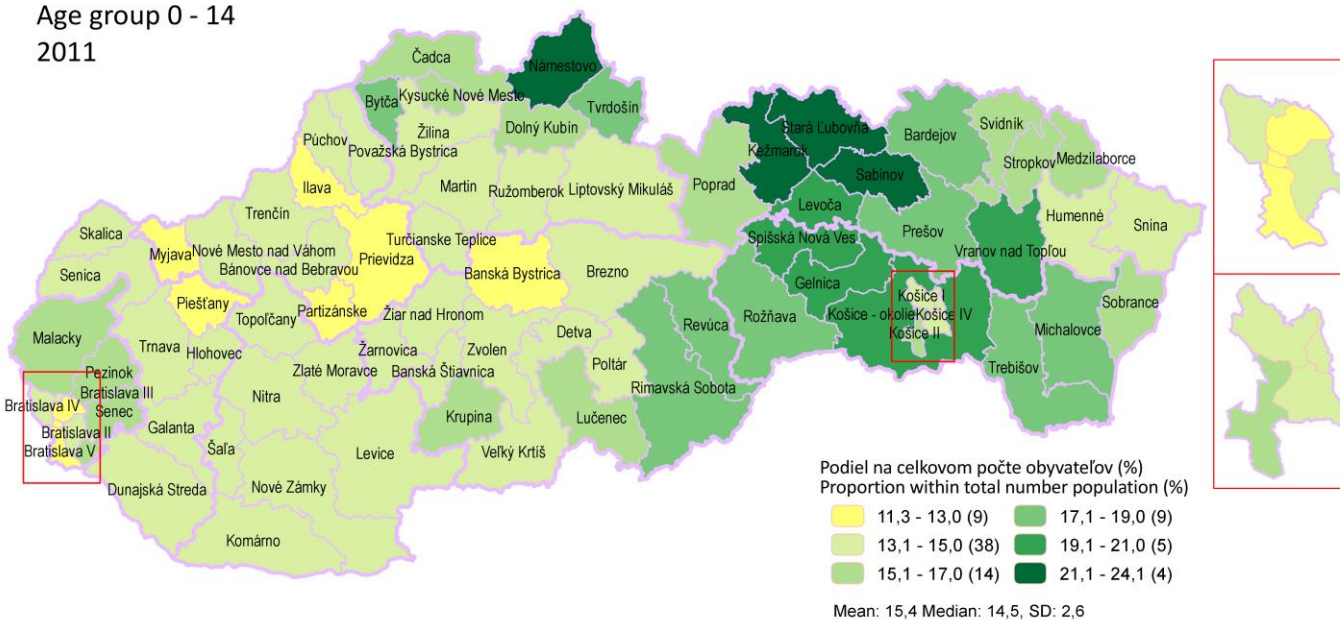 Age group 0 - 14
2011
Čadca
Námestovo
Bytča
Kysucké Nové Mesto
Tvrdošín
Púchov
Žilina
Dolný Kubín
Považská Bystrica
Stará Ľubovňa
Bardejov
Svidník
Kežmarok
Stropkov
Medzilaborce
Ilava
Martin
Ružomberok
Liptovský Mikuláš
Poprad
Sabinov
Levoča
Trenčín
Humenné
Snina
Skalica
Turčianske Teplice
Prešov
Myjava
Nové Mesto nad Váhom
Spišská Nová Ves
Vranov nad Topľou
Senica
Bánovce nad Bebravou
Prievidza
Banská Bystrica
Brezno
Gelnica
Piešťany
Partizánske
Košice I
Sobrance
Topoľčany
Žiar nad Hronom
Košice - okolie
Košice IV
Rožňava
Malacky
Detva
Revúca
Košice II
Michalovce
Trnava
Hlohovec
Žarnovica
Zvolen
Poltár
Pezinok
Zlaté Moravce
Banská Štiavnica
Trebišov
Bratislava III
Nitra
Rimavská Sobota
Bratislava IV
Senec
Krupina
Lučenec
Bratislava II
Galanta
Bratislava V
Šaľa
Levice
Veľký Krtíš
Dunajská Streda
Nové Zámky
Komárno
Podiel na celkovom počte obyvateľov (%)
Proportion within total number population (%)
11,3 - 13,0 (9)
17,1 - 19,0 (9)
13,1 - 15,0 (38)
19,1 - 21,0 (5)
15,1 - 17,0 (14)
21,1 - 24,1 (4)
Mean: 15,4 Median: 14,5, SD: 2,6